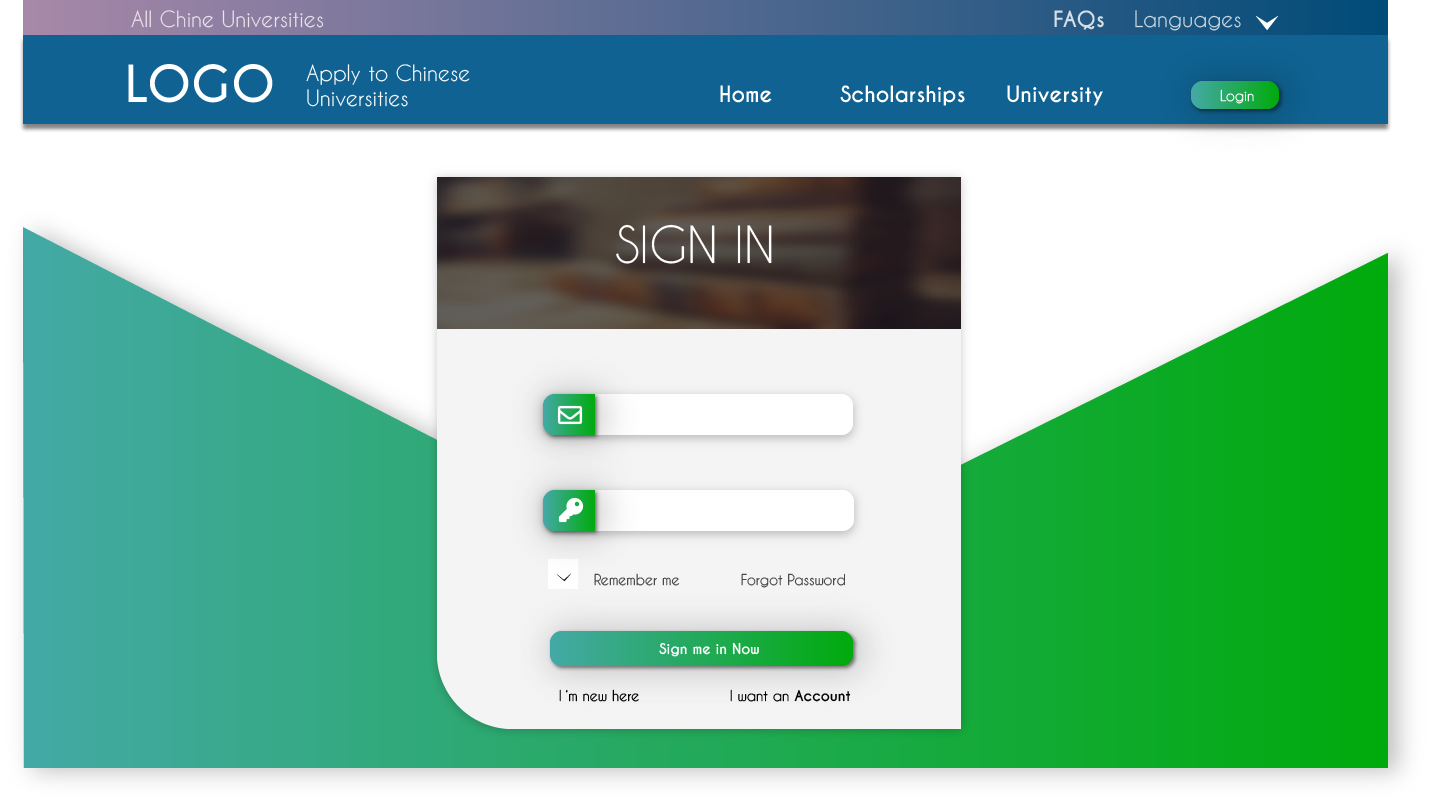 All Chine Universities
FAQs
Languages
LOGO
Apply to Chinese
Universities
Home
Scholarships
University
Login
SIGN IN
Remember me
Forgot Password
Sign me in Now
I 'm new here
I want an Account